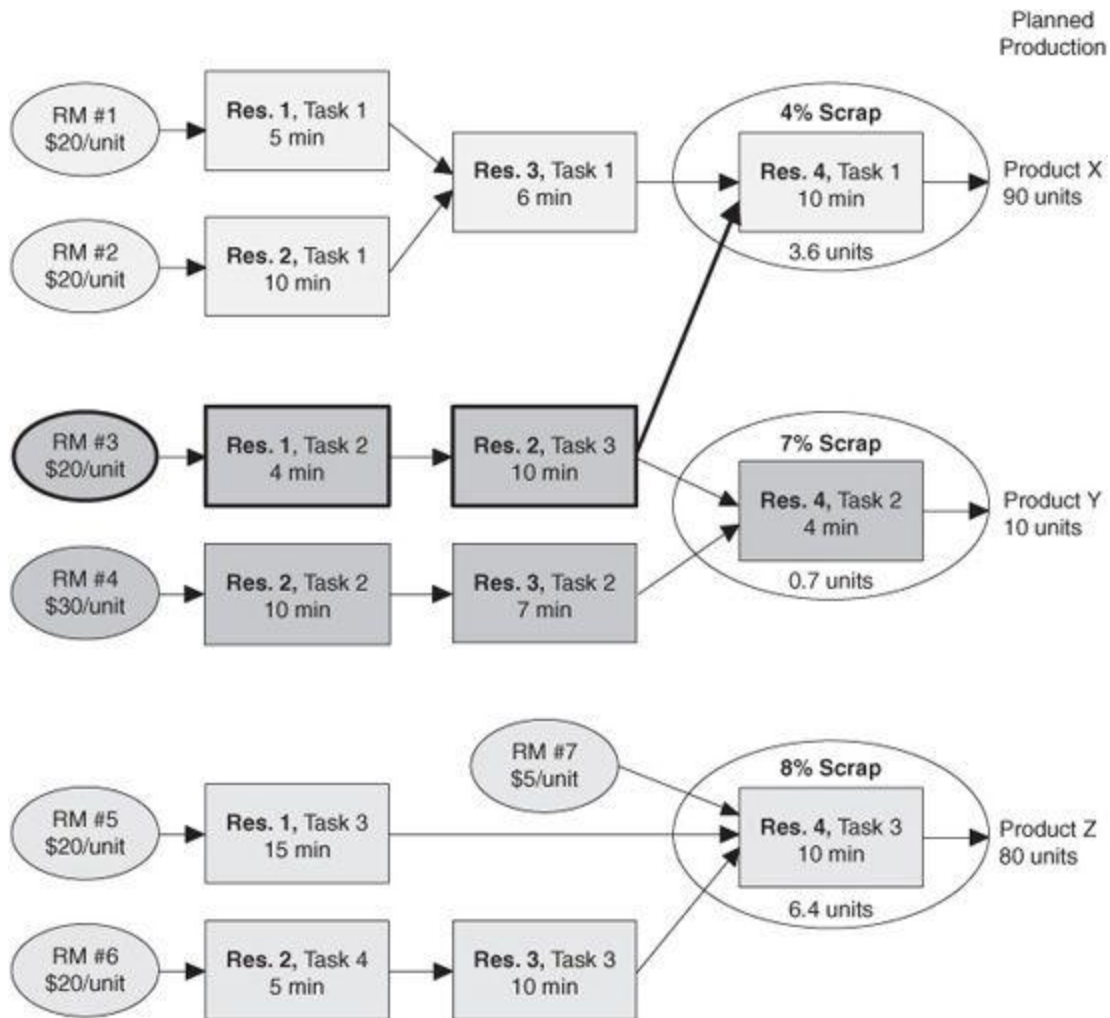 Planned
Production
RM #1
$20/unit
Res. 1, Task 1
5 min
RM #2
$20/unit
Res. 2, Task 1
10 min
Res. 3, Task 1
6 min
4% Scrap
Res. 4, Task 1
10 min
3.6 units
Product X
90 units
RM #3
$20/unit
Res. 1, Task 2
4 min
Res. 2, Task 3
10 min
RM #4
$30/unit
Res. 2, Task 2
10 min
Res. 3, Task 2
7 min
7% Scrap
Res. 4, Task 2
4 min
0.7 units
Product Y
10 units
RM #7
$5/unit
RM #5
$20/unit
Res. 1, Task 3
15 min
RM #6
$20/unit
Res. 2, Task 4
5 min
Res. 3, Task 3
10 min
8% Scrap
Res. 4, Task 3
10 min
6.4 units
Product Z
80 units